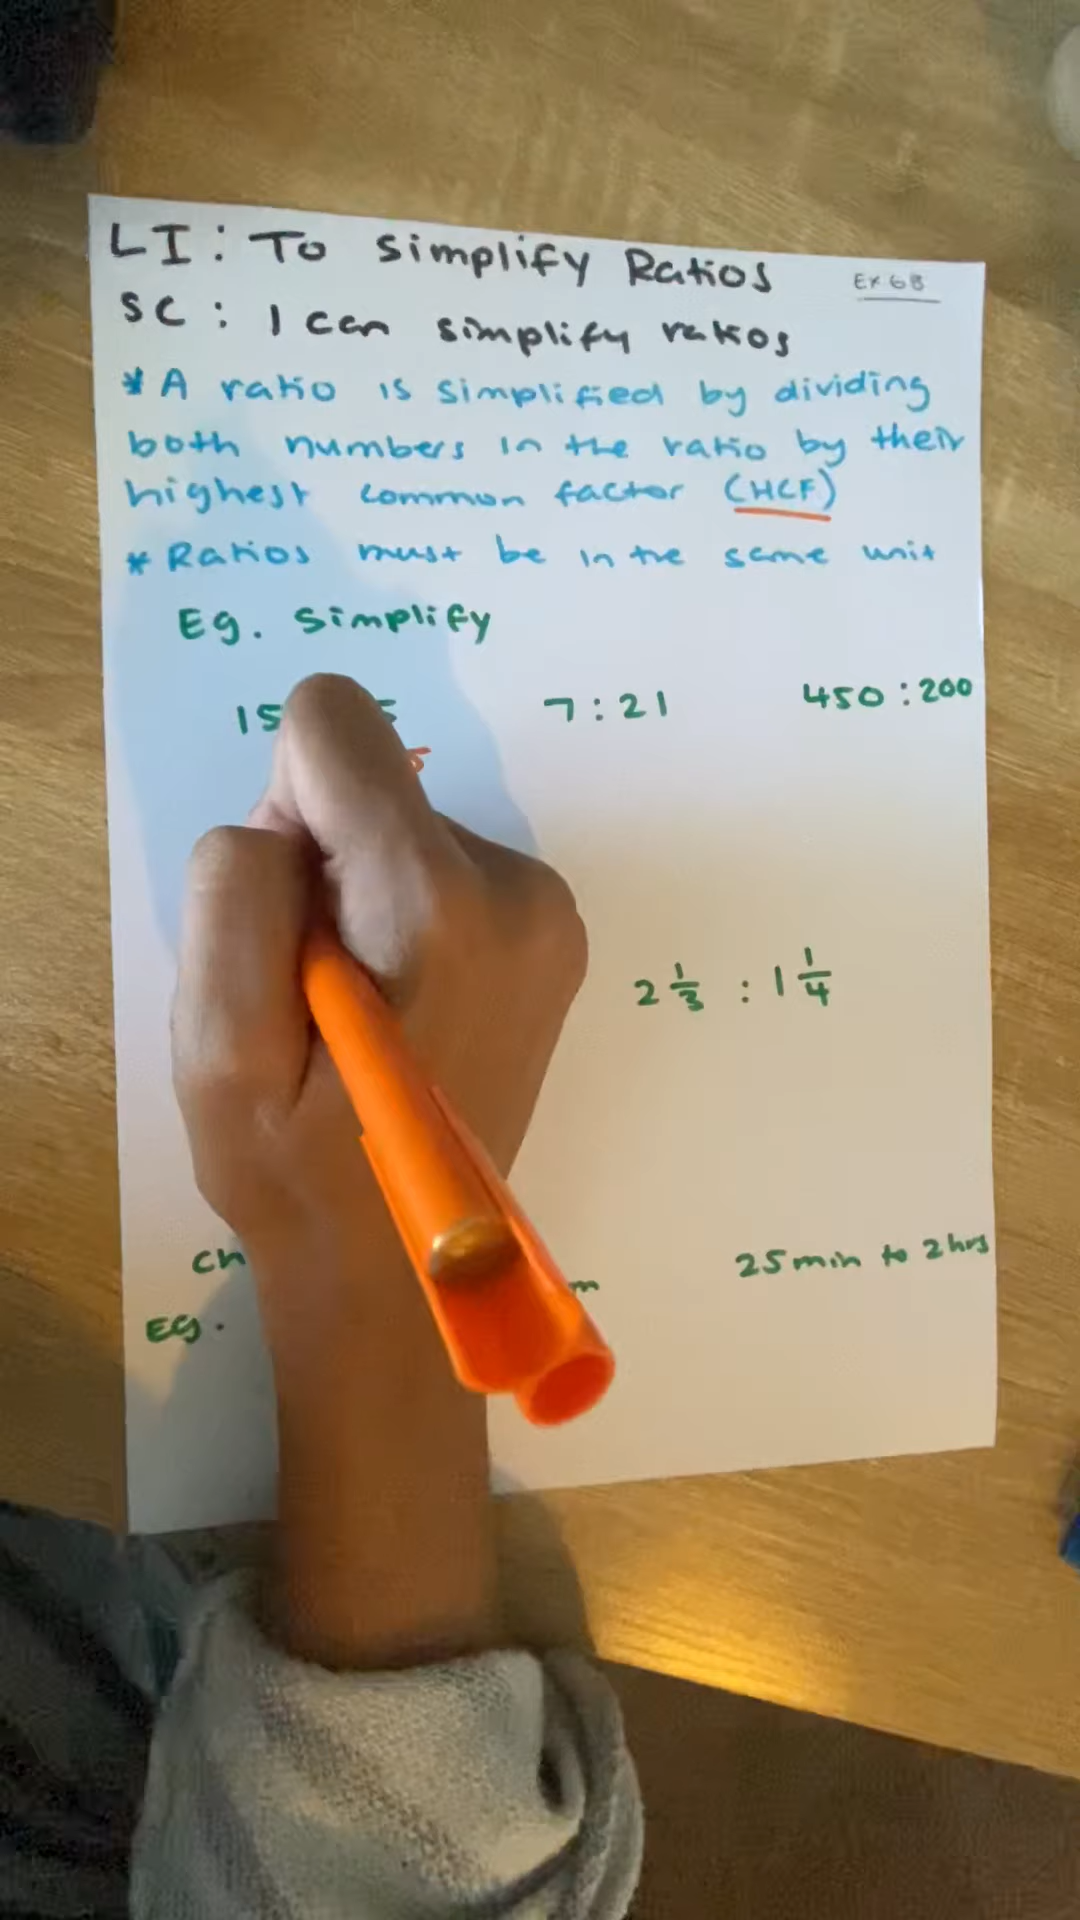 LI: To simplify Ratios
Ex 6B
SC: I can simplify ratios
* A ratio is simplified by dividing
both numbers in the ratio by their
highest common factor (HCF)
* Ratios must be in the same unit
Eg. Simplify
15
7:21
450:200
2 1/3 : 1 1/4
25 min to 2 hrs
Eg.